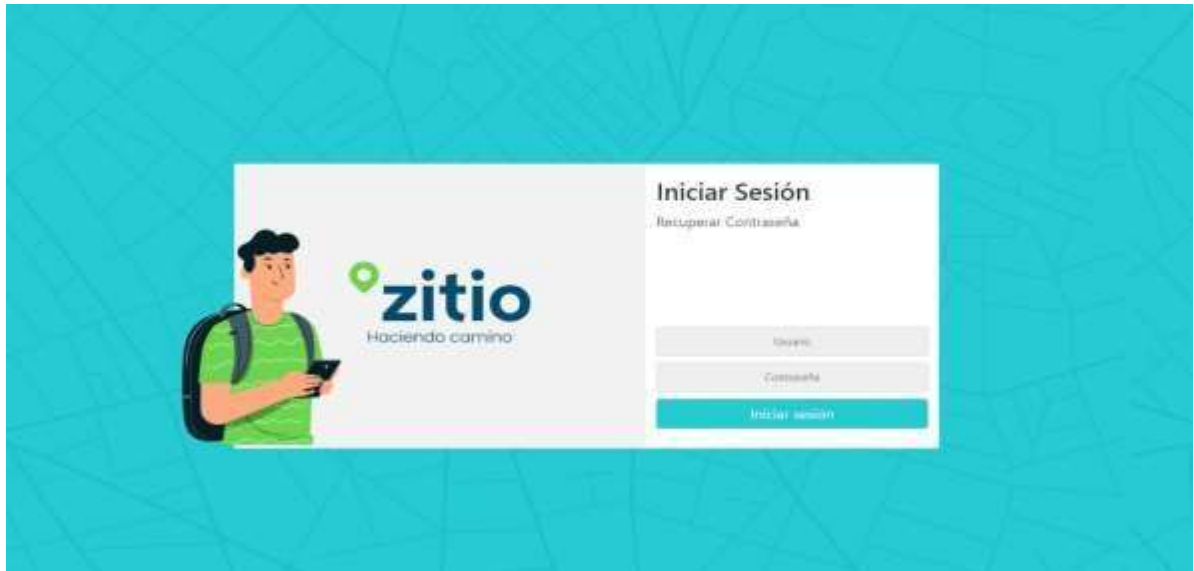 zitio
Haciendo camino
Iniciar Sesión
Recuperar Contraseña
Usuario
Contraseña
Iniciar sesión